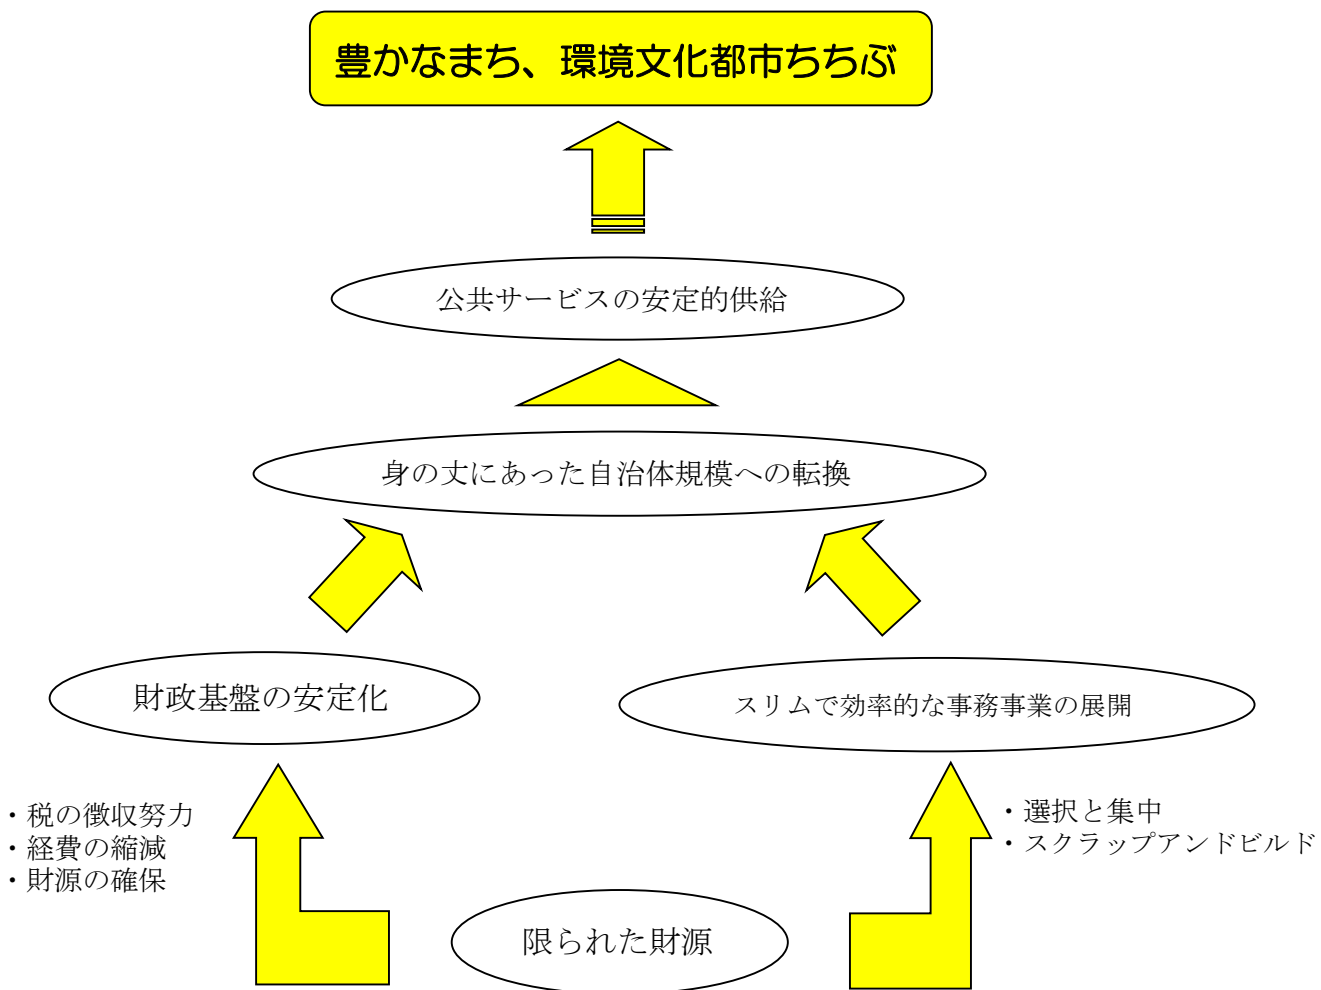 豊かなまち、環境文化都市ちちぶ
公共サービスの安定的供給
身の丈にあった自治体規模への転換
財政基盤の安定化
スリムで効率的な事務事業の展開
・税の徴収努力
・経費の縮減
・財源の確保
・選択と集中
・スクラップアンドビルド
限られた財源